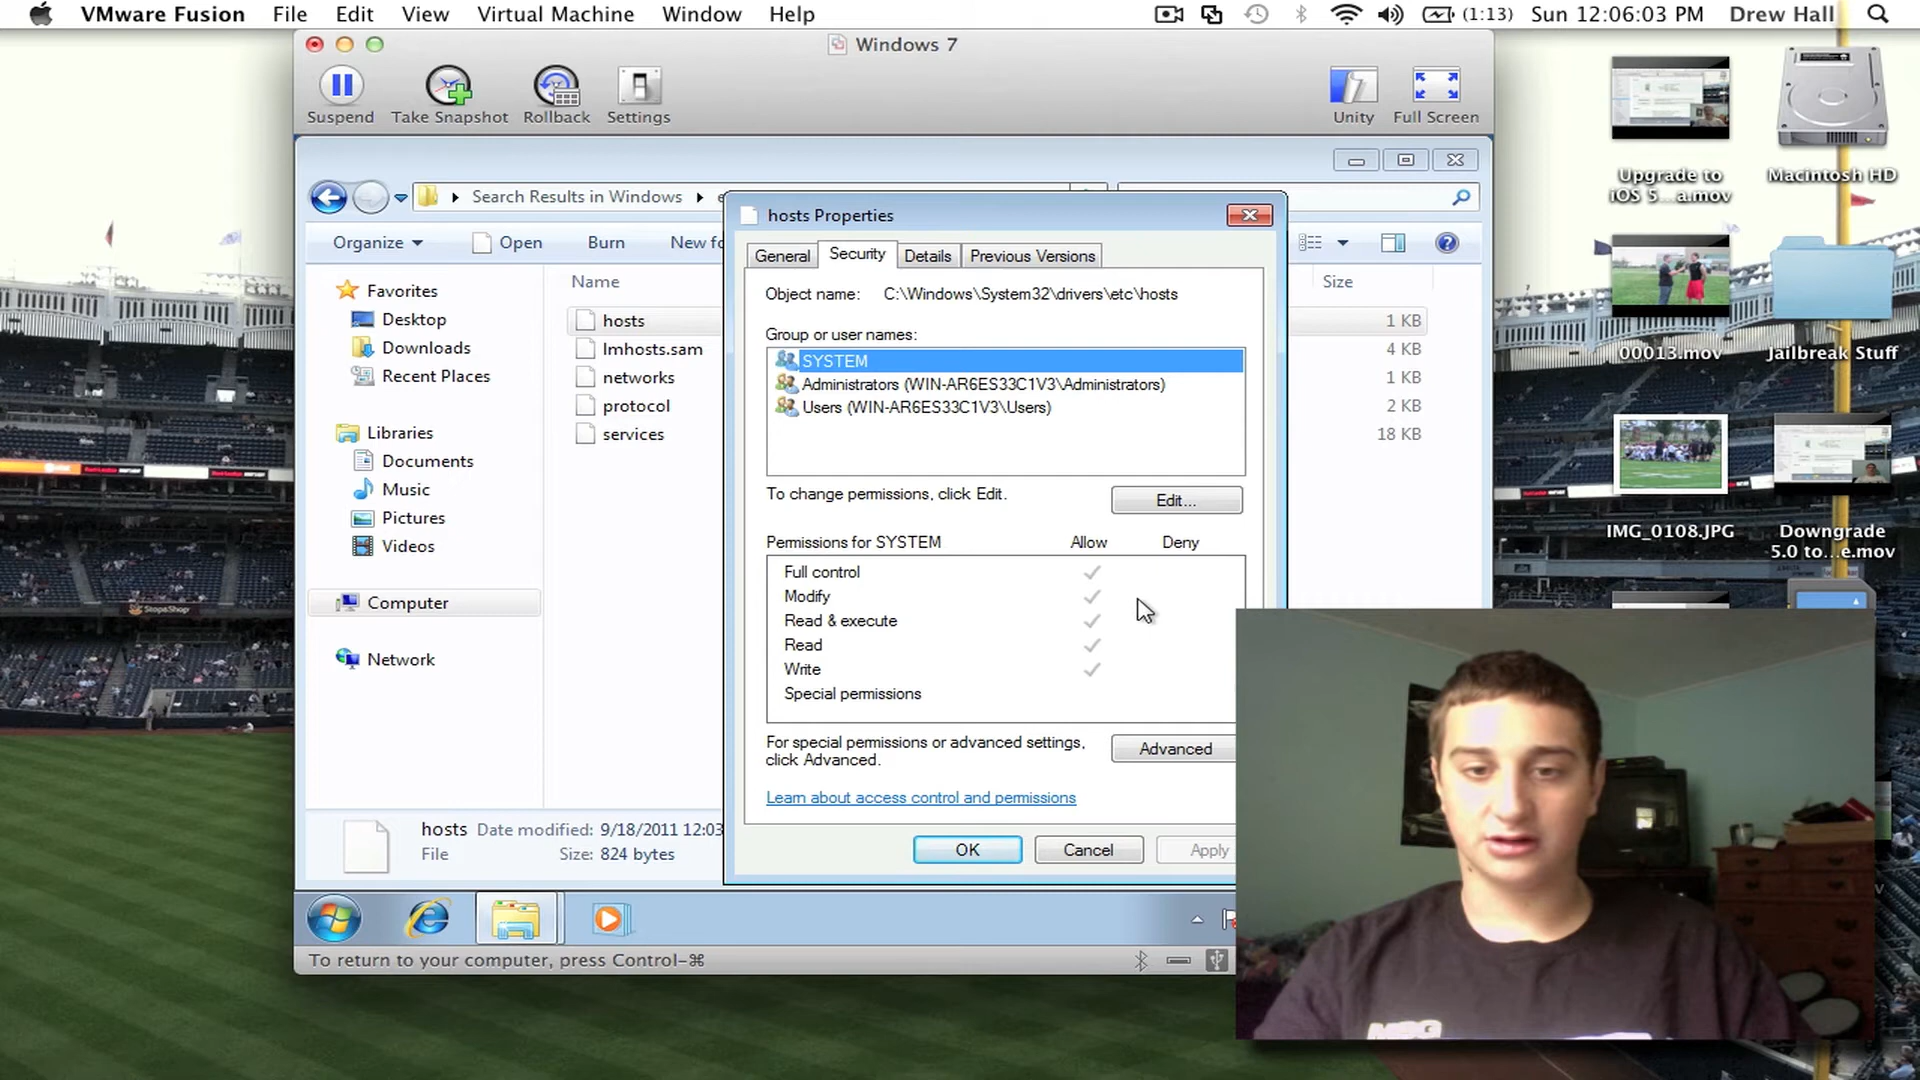 VMware Fusion File Edit View Virtual Machine Window Help (1:13) Sun 12:06:03 PM Drew Hall
Windows 7
Suspend Take Snapshot Rollback Settings Unity Full Screen
Search Results in Windows
Organize Open Burn New fo
Favorites
Desktop
Downloads
Recent Places
Libraries
Documents
Music
Pictures
Videos
Computer
Network
Name Size
hosts 1 KB
lmhosts.sam 4 KB
networks 1 KB
protocol 2 KB
services 18 KB
hosts Properties
General Security Details Previous Versions
Object name: C:\Windows\System32\drivers\etc\hosts
Group or user names:
SYSTEM
Administrators (WIN-AR6ES33C1V3\Administrators)
Users (WIN-AR6ES33C1V3\Users)
To change permissions, click Edit. Edit...
Permissions for SYSTEM Allow Deny
Full control
Modify
Read & execute
Read
Write
Special permissions
For special permissions or advanced settings,
click Advanced.
Advanced
Learn about access control and permissions
OK Cancel Apply
hosts Date modified: 9/18/2011 12:03
File Size: 824 bytes
To return to your computer, press Control-⌘
Upgrade to
iOS 5...a.mov
Macintosh HD
00013.mov
Jailbreak Stuff
IMG_0108.JPG
Downgrade
5.0 to...e.mov
Stop&Shop